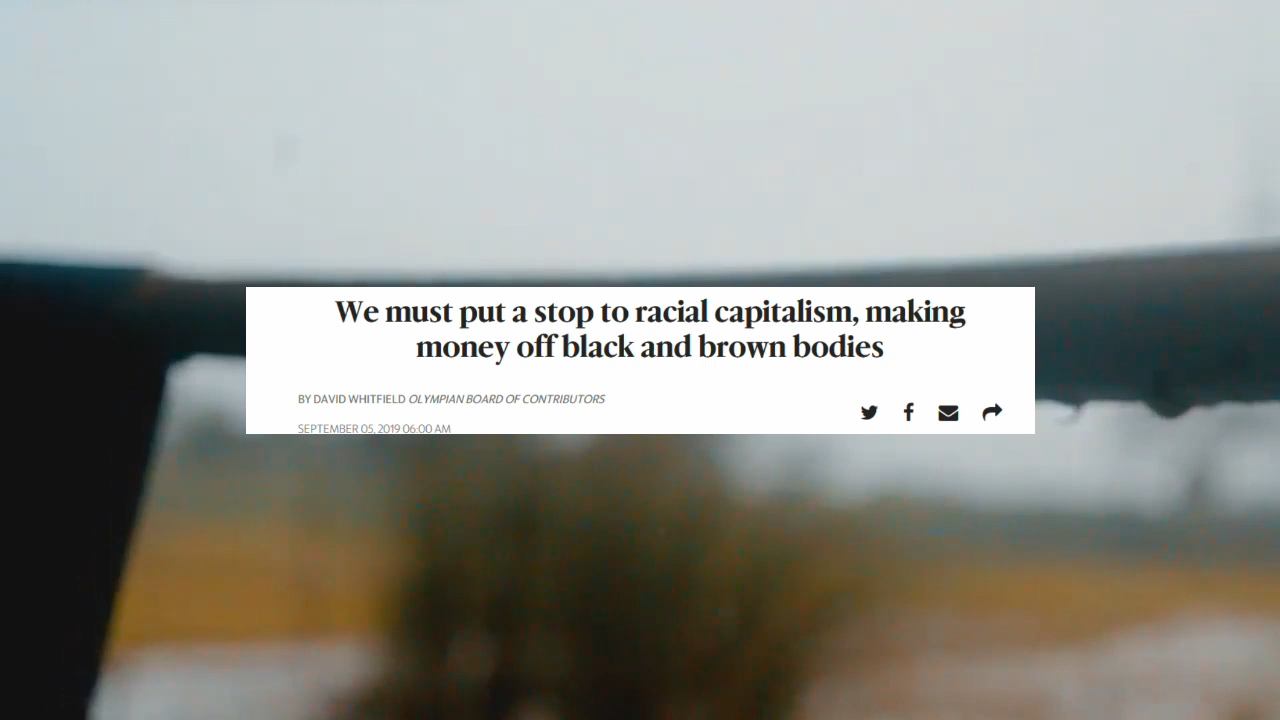 We must put a stop to racial capitalism, making
money off black and brown bodies
BY DAVID WHITFIELD OLYMPIAN BOARD OF CONTRIBUTORS
SEPTEMBER 05, 2019 06:00 AM